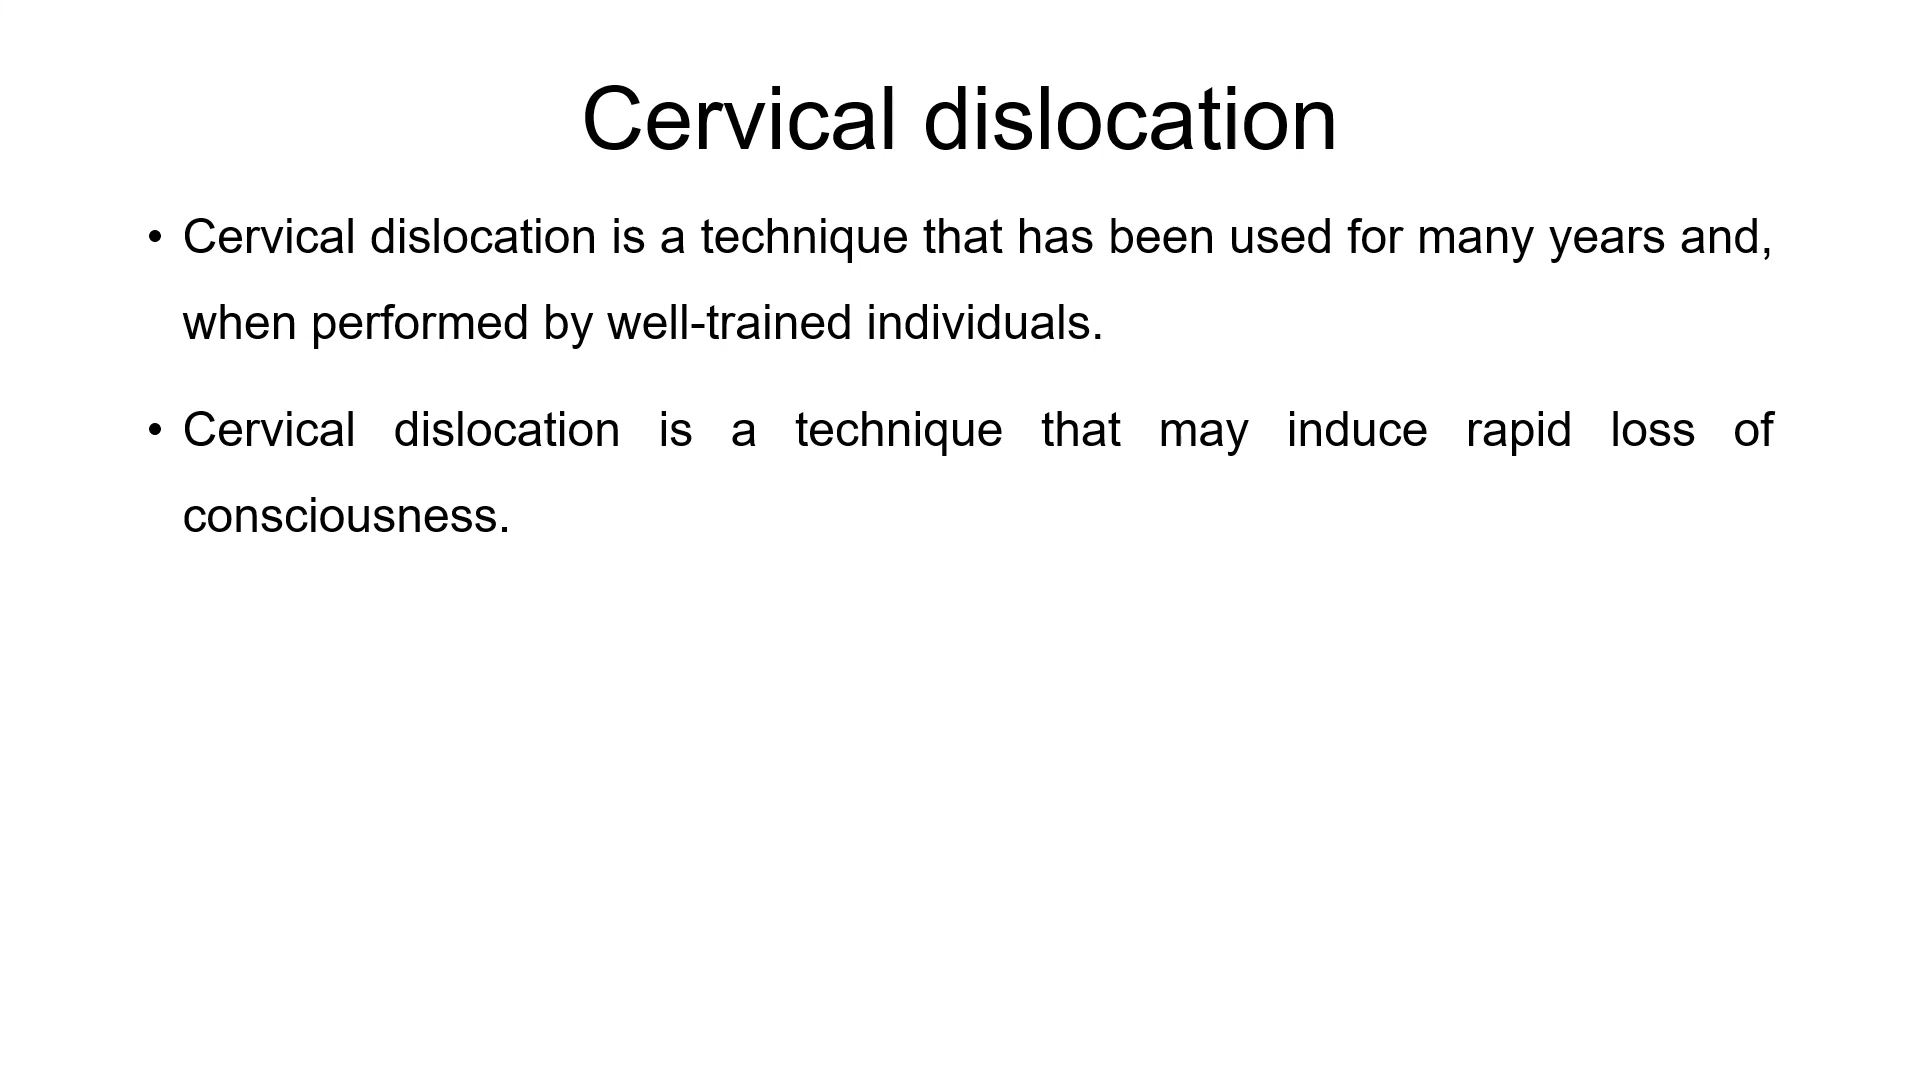 Cervical dislocation
• Cervical dislocation is a technique that has been used for many years and,
when performed by well-trained individuals.
• Cervical dislocation is a technique that may induce rapid loss of
consciousness.